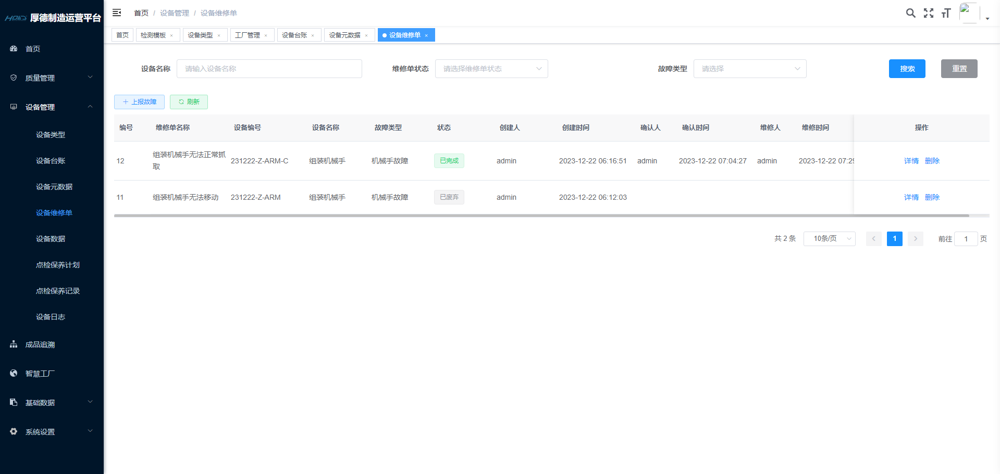 HOLD 厚德制造运营平台
首页
质量管理
设备管理
设备类型
设备台账
设备元数据
设备维修单
设备数据
点检保养计划
点检保养记录
设备日志
成品追溯
智慧工厂
基础数据
系统设置
首页 / 设备管理 / 设备维修单
首页 检测模板 × 设备类型 × 工厂管理 × 设备台账 × 设备元数据 × 设备维修单 ×
设备名称 请输入设备名称 维修单状态 请选择维修单状态 故障类型 请选择 搜索 重置
上报故障 刷新
编号 维修单名称 设备编号 设备名称 故障类型 状态 创建人 创建时间 确认人 确认时间 维修人 维修时间 操作
12 组装机械手无法正常抓取 231222-Z-ARM-C 组装机械手 机械手故障 已完成 admin 2023-12-22 06:16:51 admin 2023-12-22 07:04:27 admin 2023-12-22 07:29 详情 删除
11 组装机械手无法移动 231222-Z-ARM 组装机械手 机械手故障 已废弃 admin 2023-12-22 06:12:03 详情 删除
共 2 条 10条/页 1 前往 1 页